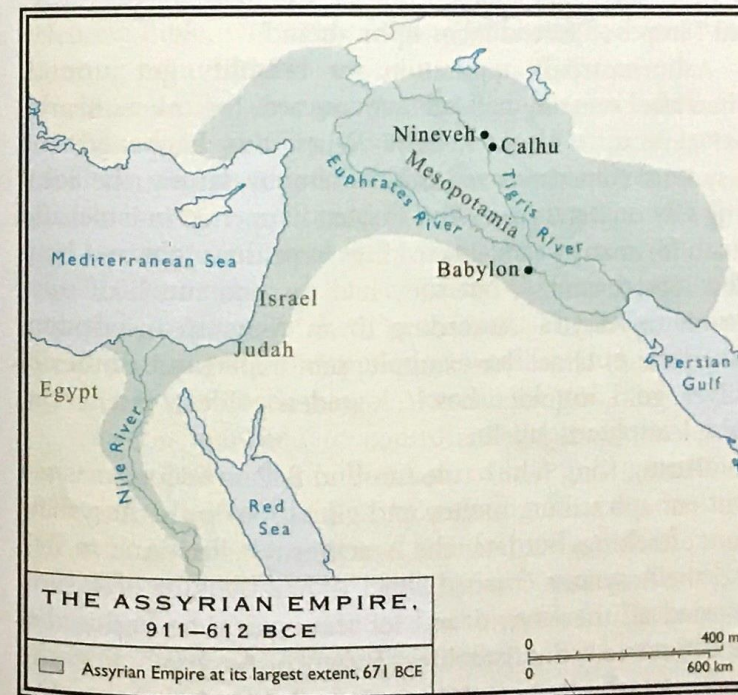 Nineveh
Calhu
Mesopotamia
Euphrates River
Tigris River
Babylon
Mediterranean Sea
Israel
Judah
Egypt
Nile River
Red
Sea
Persian
Gulf
THE ASSYRIAN EMPIRE,
911–612 BCE
Assyrian Empire at its largest extent, 671 BCE
0 400 m
0 600 km